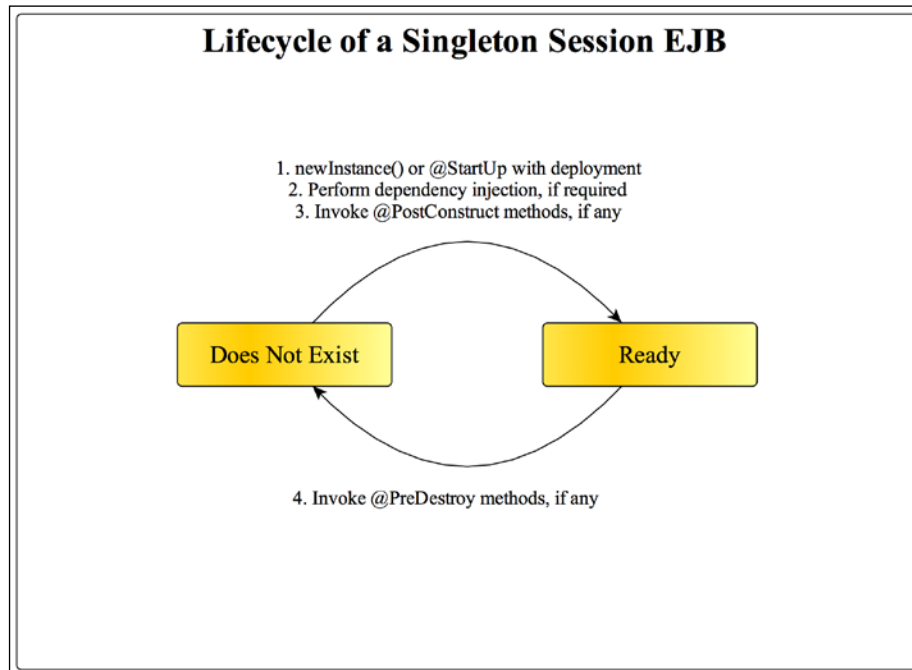 Lifecycle of a Singleton Session EJB
1. newInstance() or @StartUp with deployment
2. Perform dependency injection, if required
3. Invoke @PostConstruct methods, if any
Does Not Exist
Ready
4. Invoke @PreDestroy methods, if any